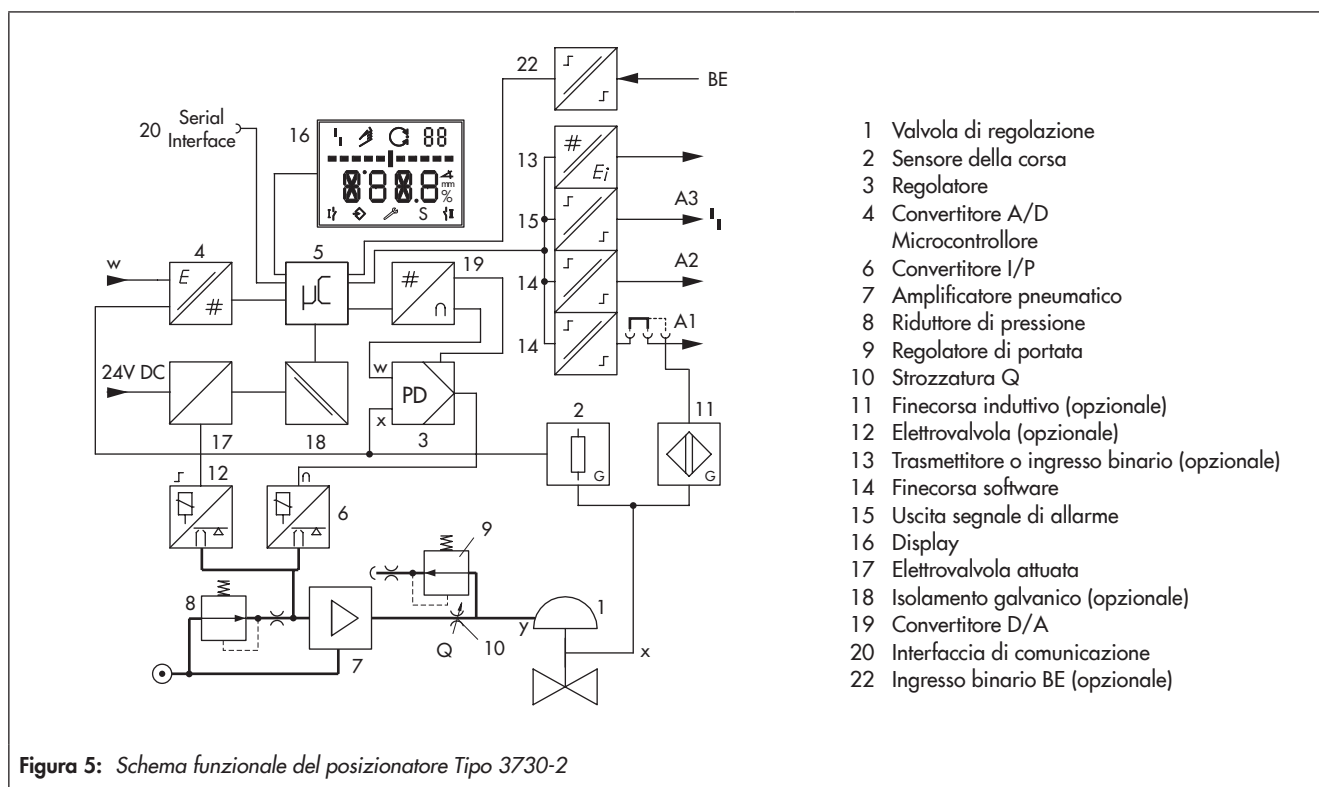 22
BE
Serial
20 Interface
16
88
8.8 8.8
mm
%
S
13
#
Ei
A3
15
14
A2
14
A1
w
4
E
#
5
µC
19
#
∩
24V DC
17
18
w
x
PD
3
2
G
11
G
12
∩
6
9
8
7
Q
10
y
1
x
1 Valvola di regolazione
2 Sensore della corsa
3 Regolatore
4 Convertitore A/D
Microcontrollore
6 Convertitore I/P
7 Amplificatore pneumatico
8 Riduttore di pressione
9 Regolatore di portata
10 Strozzatura Q
11 Finecorsa induttivo (opzionale)
12 Elettrovalvola (opzionale)
13 Trasmettitore o ingresso binario (opzionale)
14 Finecorsa software
15 Uscita segnale di allarme
16 Display
17 Elettrovalvola attuata
18 Isolamento galvanico (opzionale)
19 Convertitore D/A
20 Interfaccia di comunicazione
22 Ingresso binario BE (opzionale)
Figura 5: Schema funzionale del posizionatore Tipo 3730-2